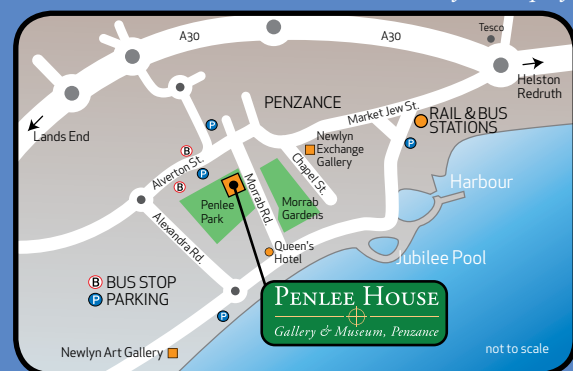 A30
A30
Tesco
Helston
Redruth
Lands End
PENZANCE
Market Jew St.
RAIL & BUS
STATIONS
P
Newlyn
Exchange
Gallery
P
B
Alverton St.
P
B
Chapel St.
Harbour
Penlee
Park
Morrab Rd.
Morrab
Gardens
Alexandra Rd.
Queen's
Hotel
Jubilee Pool
B BUS STOP
P PARKING
PENLEE HOUSE
Gallery & Museum, Penzance
P
Newlyn Art Gallery
not to scale